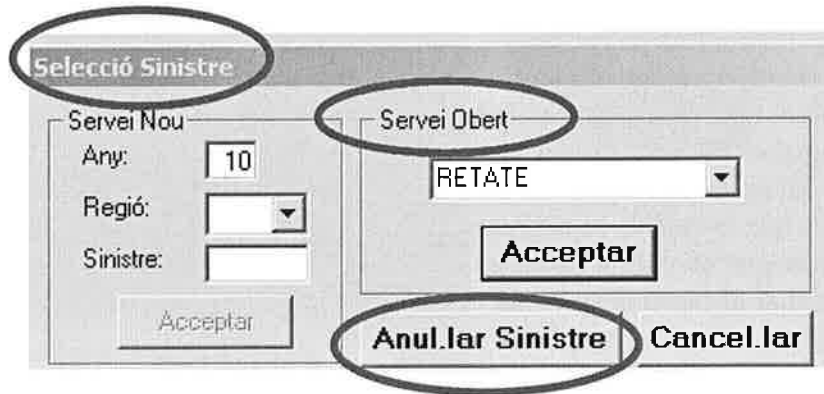 Selecció Sinistre
Servei Nou
Any: 10
Regió:
Sinistre:
Acceptar
Servei Obert
RETATE
Acceptar
Anul.lar Sinistre
Cancel.lar